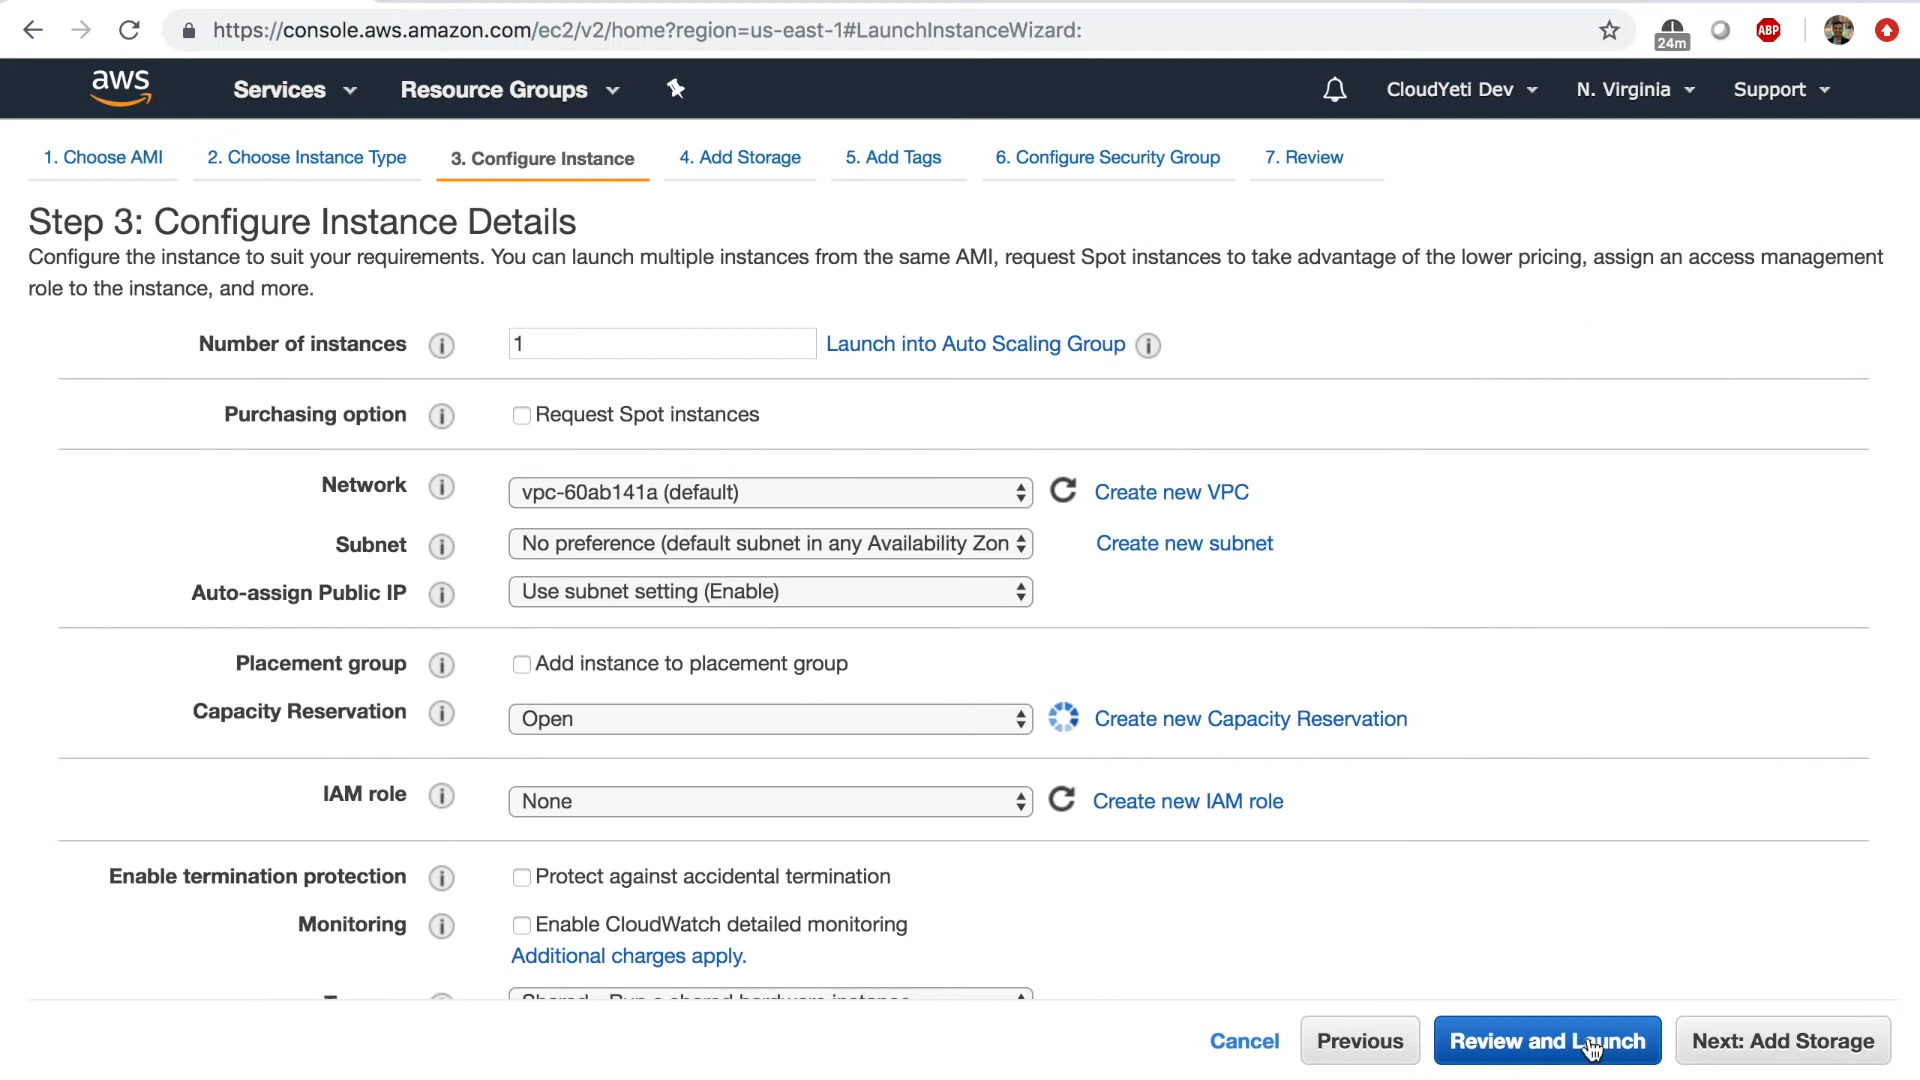 https://console.aws.amazon.com/ec2/v2/home?region=us-east-1#LaunchInstanceWizard:
24m
ABP
aws
Services
Resource Groups
CloudYeti Dev
N. Virginia
Support
1. Choose AMI
2. Choose Instance Type
3. Configure Instance
4. Add Storage
5. Add Tags
6. Configure Security Group
7. Review
Step 3: Configure Instance Details
Configure the instance to suit your requirements. You can launch multiple instances from the same AMI, request Spot instances to take advantage of the lower pricing, assign an access management
role to the instance, and more.
Number of instances
1
Launch into Auto Scaling Group
Purchasing option
Request Spot instances
Network
vpc-60ab141a (default)
Create new VPC
Subnet
No preference (default subnet in any Availability Zon
Create new subnet
Auto-assign Public IP
Use subnet setting (Enable)
Placement group
Add instance to placement group
Capacity Reservation
Open
Create new Capacity Reservation
IAM role
None
Create new IAM role
Enable termination protection
Protect against accidental termination
Monitoring
Enable CloudWatch detailed monitoring
Additional charges apply.
Cancel
Previous
Review and Launch
Next: Add Storage